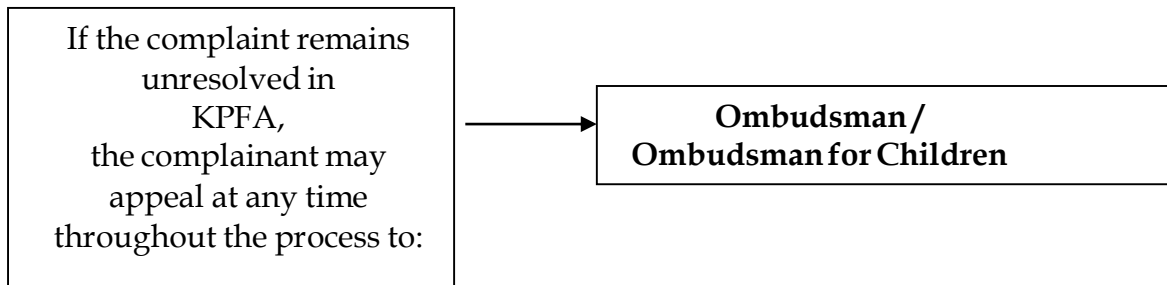 If the complaint remains
unresolved in
KPFA,
the complainant may
appeal at any time
throughout the process to:
Ombudsman /
Ombudsman for Children